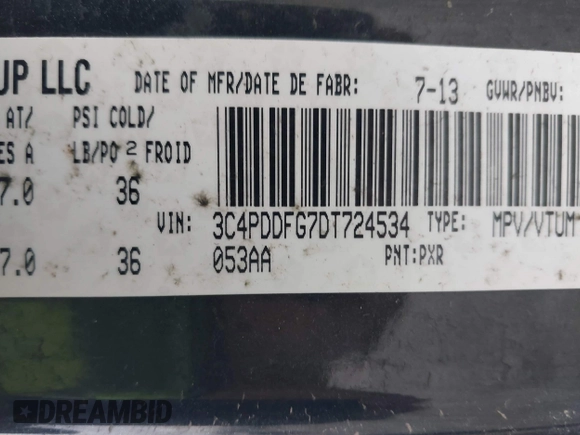 UP LLC DATE OF MFR/DATE DE FABR: 7-13 GVWR/PNBV:
AT/ PSI COLD/
ES A LB/PO 2 FROID
7.0 36
VIN: 3C4PDDFG7DT724534 TYPE: MPV/VTUM
7.0 36 053AA PNT:PXR
DREAMBID